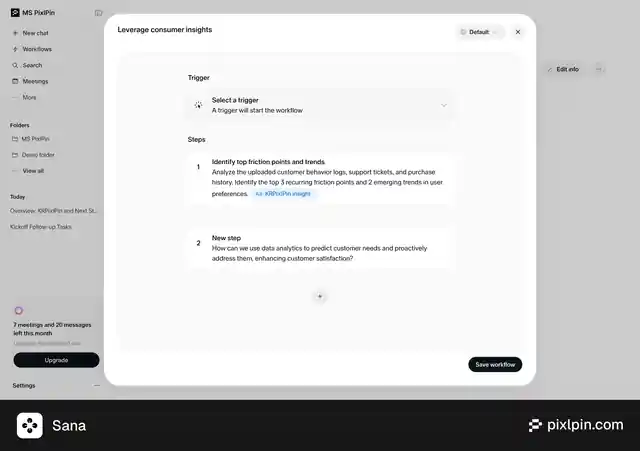 MS PixlPin
New chat
Workflows
Search
Meetings
More
Folders
MS PixlPin
Demo folder
View all
Today
Overview: KRPixlPin and Next St...
Kickoff Follow-up Tasks
7 meetings and 20 messages
left this month
Upgrade
Settings
Leverage consumer insights
Default:
Edit info
Trigger
Select a trigger
A trigger will start the workflow
Steps
1
Identify top friction points and trends
Analyze the uploaded customer behavior logs, support tickets, and purchase
history. Identify the top 3 recurring friction points and 2 emerging trends in user
preferences. KRPixlPin insight
2
New step
How can we use data analytics to predict customer needs and proactively
address them, enhancing customer satisfaction?
+
Save workflow
Sana
pixlpin.com